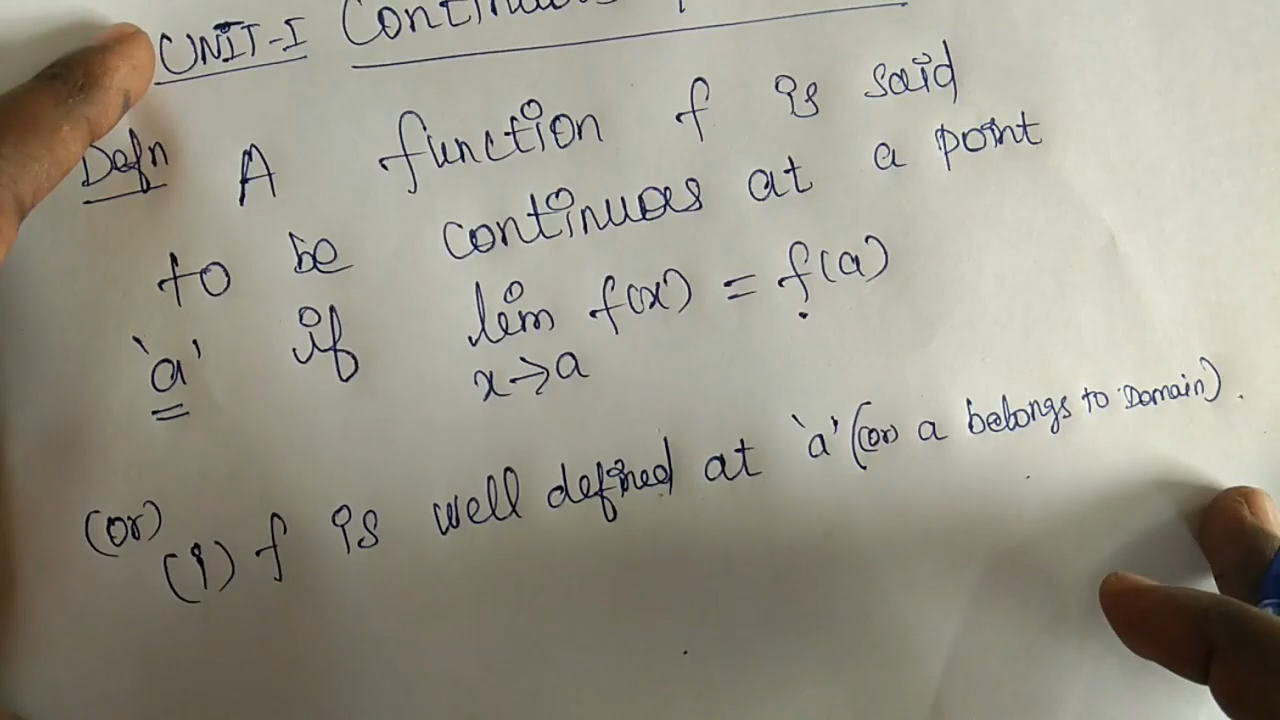 UNIT-I
Defn A function f is said
to be continuous at a point
'a' if lim f(x) = f(a)
x→a
(or)
(i) f is well defined at 'a' (or a belongs to Domain).